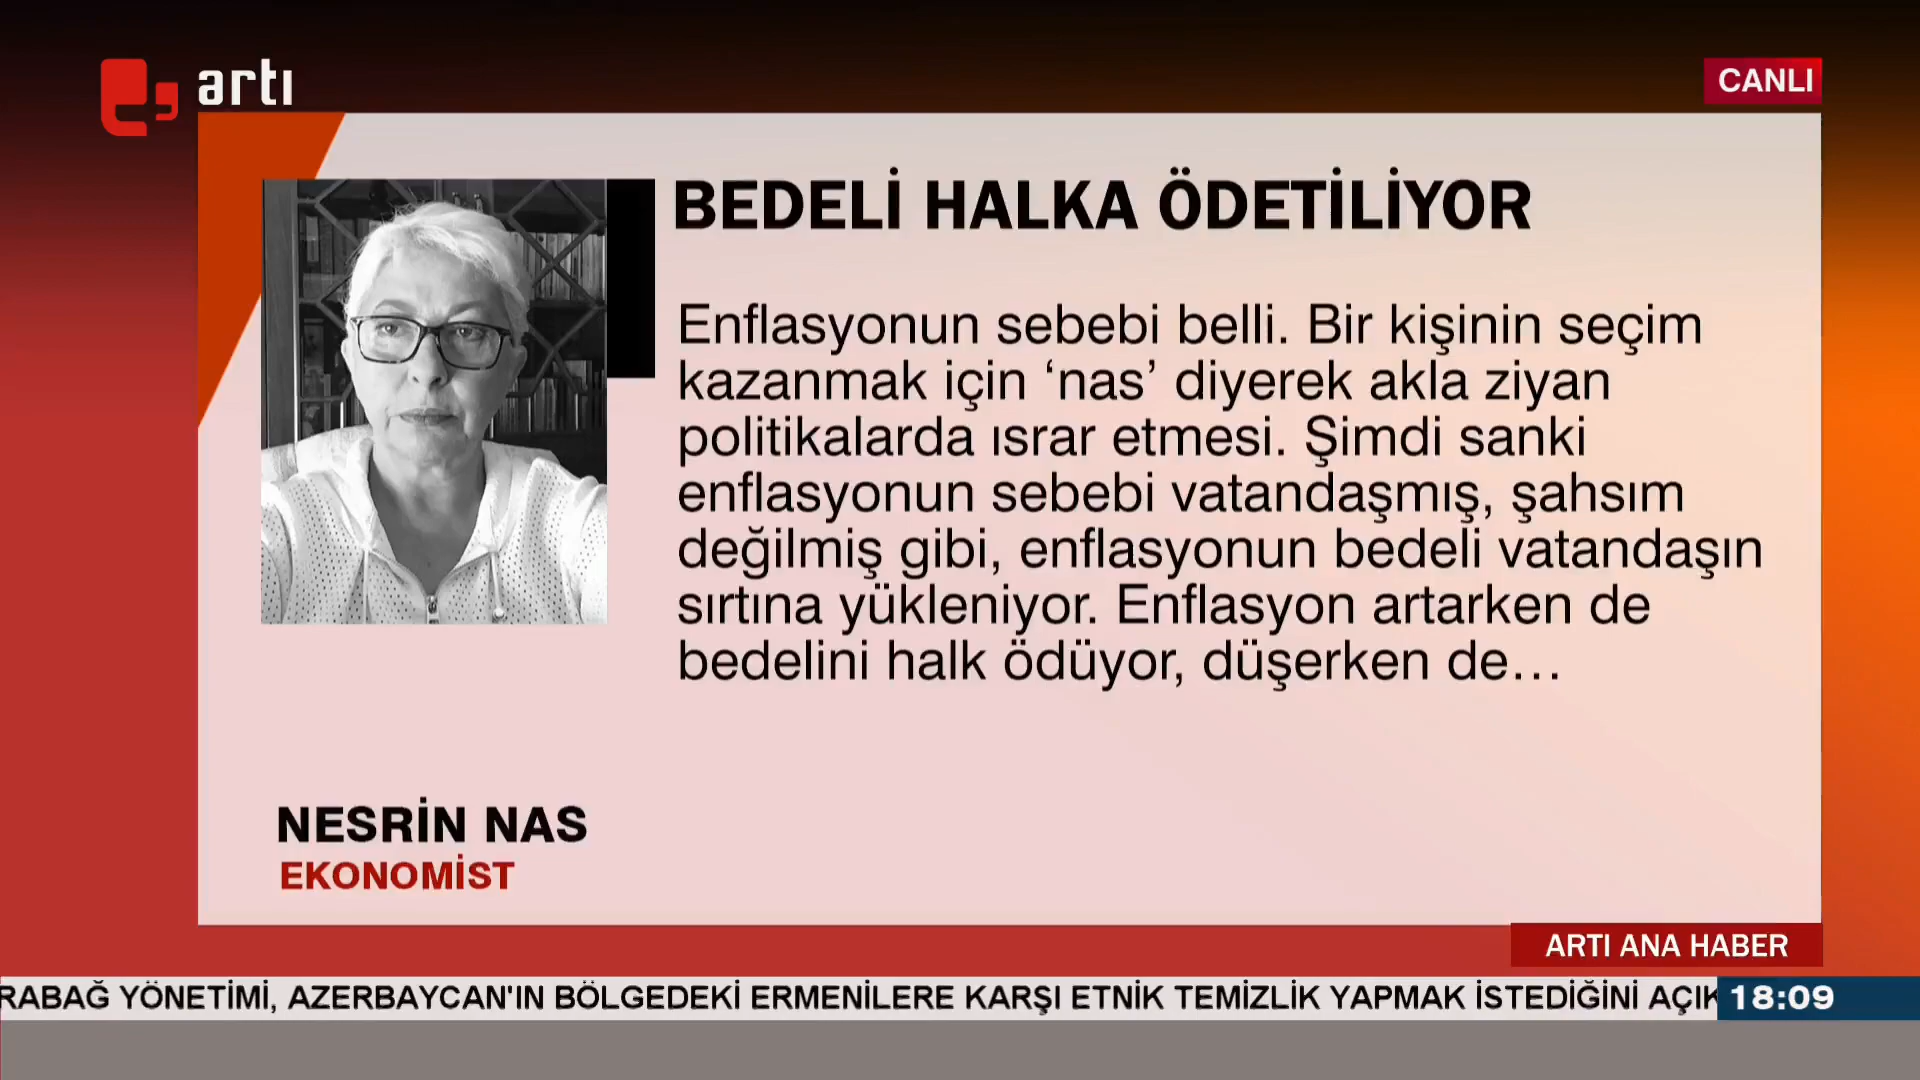 artı
CANLI
BEDELİ HALKA ÖDETİLİYOR
Enflasyonun sebebi belli. Bir kişinin seçim
kazanmak için ‘nas’ diyerek akla ziyan
politikalarda ısrar etmesi. Şimdi sanki
enflasyonun sebebi vatandaşmış, şahsım
değilmiş gibi, enflasyonun bedeli vatandaşın
sırtına yükleniyor. Enflasyon artarken de
bedelini halk ödüyor, düşerken de…
NESRİN NAS
EKONOMİST
ARTI ANA HABER
RABAĞ YÖNETİMİ, AZERBAYCAN'IN BÖLGEDEKİ ERMENİLERE KARŞI ETNİK TEMİZLİK YAPMAK İSTEDİĞİNİ AÇIK
18:09